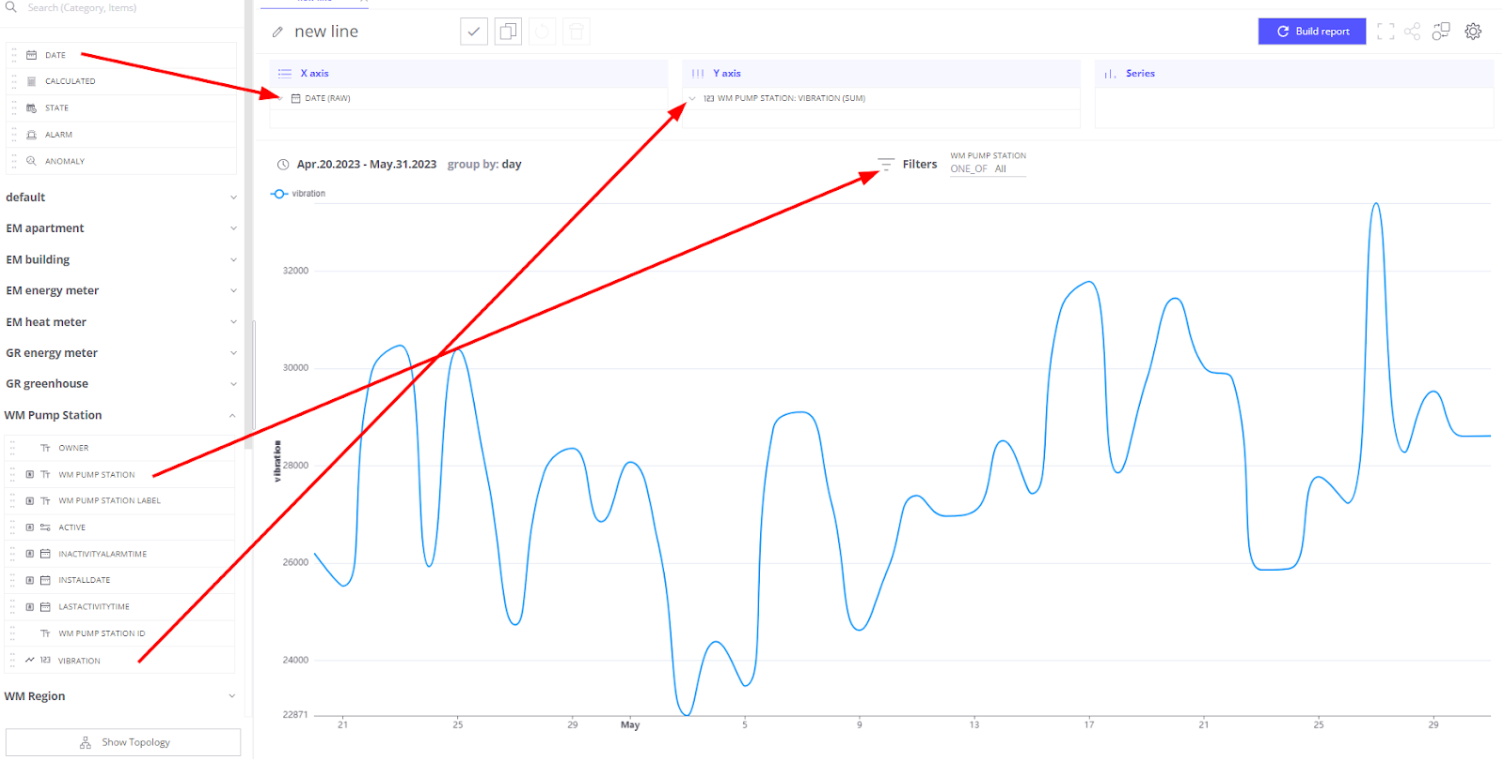 Search (Category, Items)
new line
Build report
DATE
CALCULATED
STATE
ALARM
ANOMALY
default
EM apartment
EM building
EM energy meter
EM heat meter
GR energy meter
GR greenhouse
WM Pump Station
OWNER
WM PUMP STATION
WM PUMP STATION LABEL
ACTIVE
INACTIVITYALARMTIME
INSTALLDATE
LASTACTIVITYTIME
WM PUMP STATION ID
123 VIBRATION
WM Region
Show Topology
X axis
DATE (RAW)
Y axis
123 WM PUMP STATION: VIBRATION (SUM)
Series
Apr.20.2023 - May.31.2023 group by: day
Filters
WM PUMP STATION
ONE_OF All
vibration
vibration
32000
30000
28000
26000
24000
22871
21 25 29 May 5 9 13 17 21 25 29